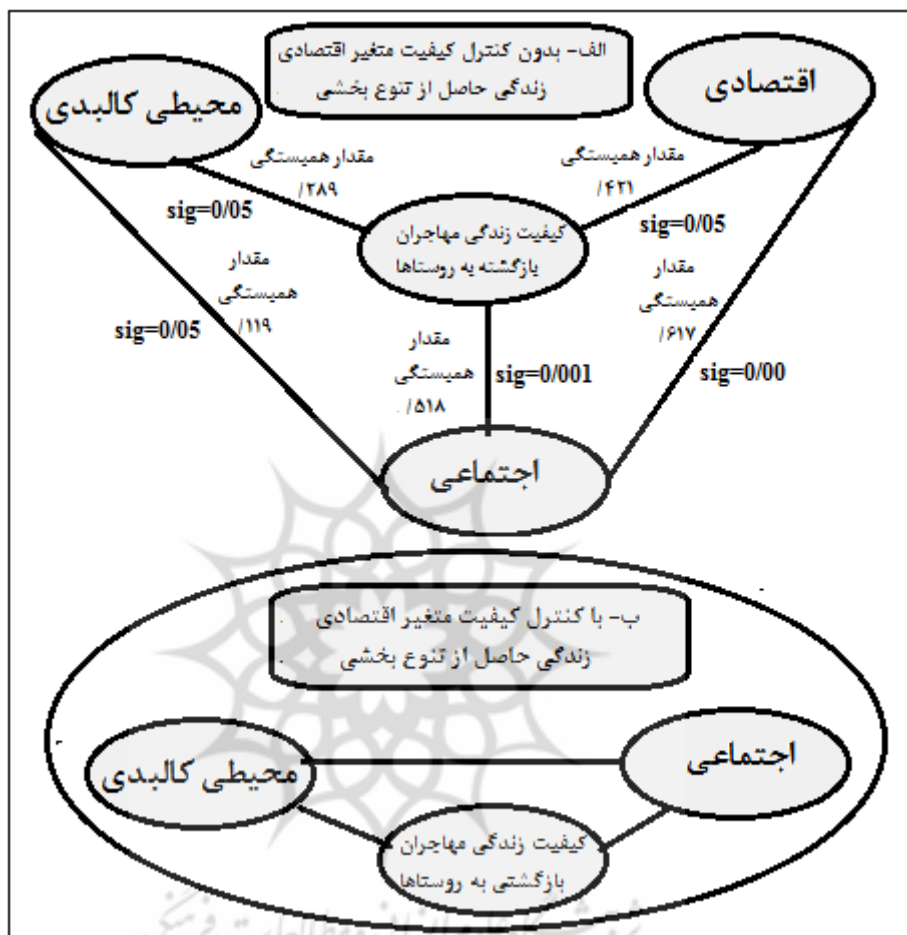 الف- بدون کنترل کیفیت متغیر اقتصادی
زندگی حاصل از تنوع بخشی
اقتصادی
محیطی کالبدی
مقدار همبستگی
/۴۲۱
sig=0/05
مقدار همبستگی
/۲۸۹
sig=0/05
کیفیت زندگی مهاجران
بازگشته به روستاها
مقدار
همبستگی
/۶۱۷
sig=0/00
مقدار
همبستگی
/۵۱۸
sig=0/001
مقدار
همبستگی
/۱۱۹
sig=0/05
اجتماعی
ب- با کنترل کیفیت متغیر اقتصادی
زندگی حاصل از تنوع بخشی
اجتماعی
محیطی کالبدی
کیفیت زندگی مهاجران
بازگشتی به روستاها